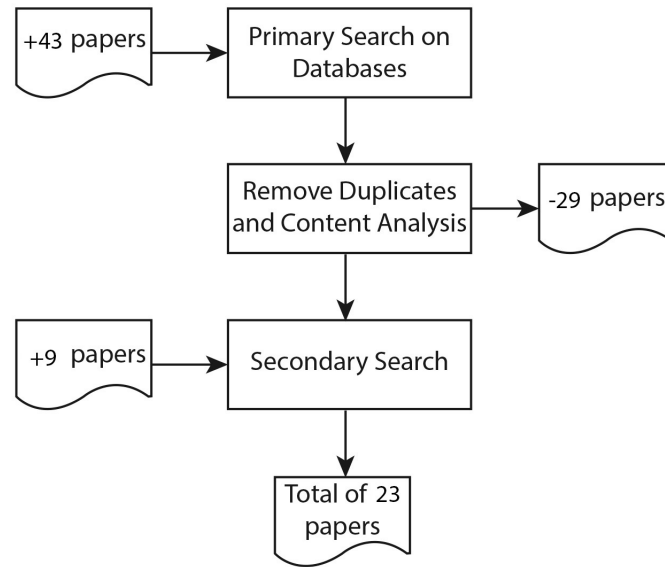 +43 papers
Primary Search on
Databases
Remove Duplicates
and Content Analysis
-29 papers
+9 papers
Secondary Search
Total of 23
papers